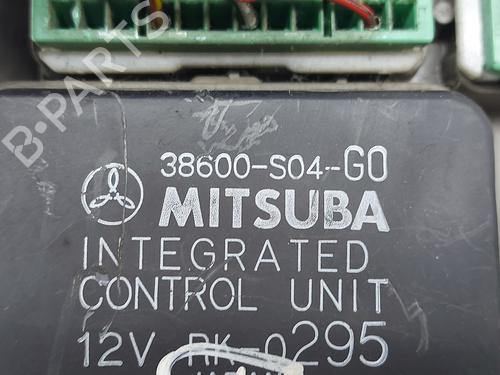 B-PARTS
38600-S04-G0
MITSUBA
INTEGRATED
CONTROL UNIT
12V RK-0295